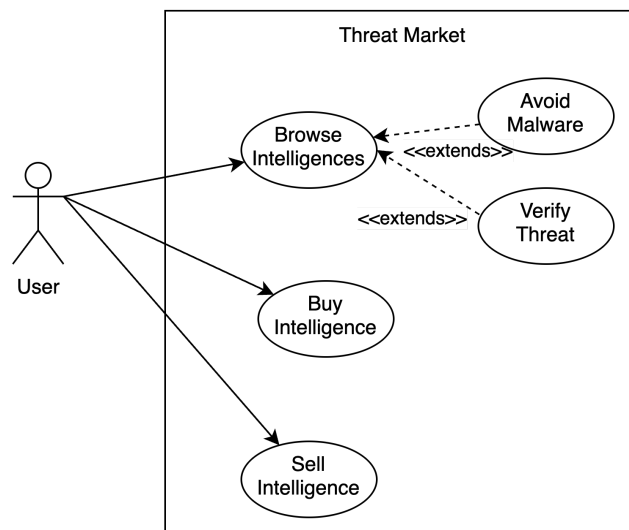 Threat Market
Avoid
Malware
Browse
Intelligences
<<extends>>
Verify
Threat
<<extends>>
User
Buy
Intelligence
Sell
Intelligence